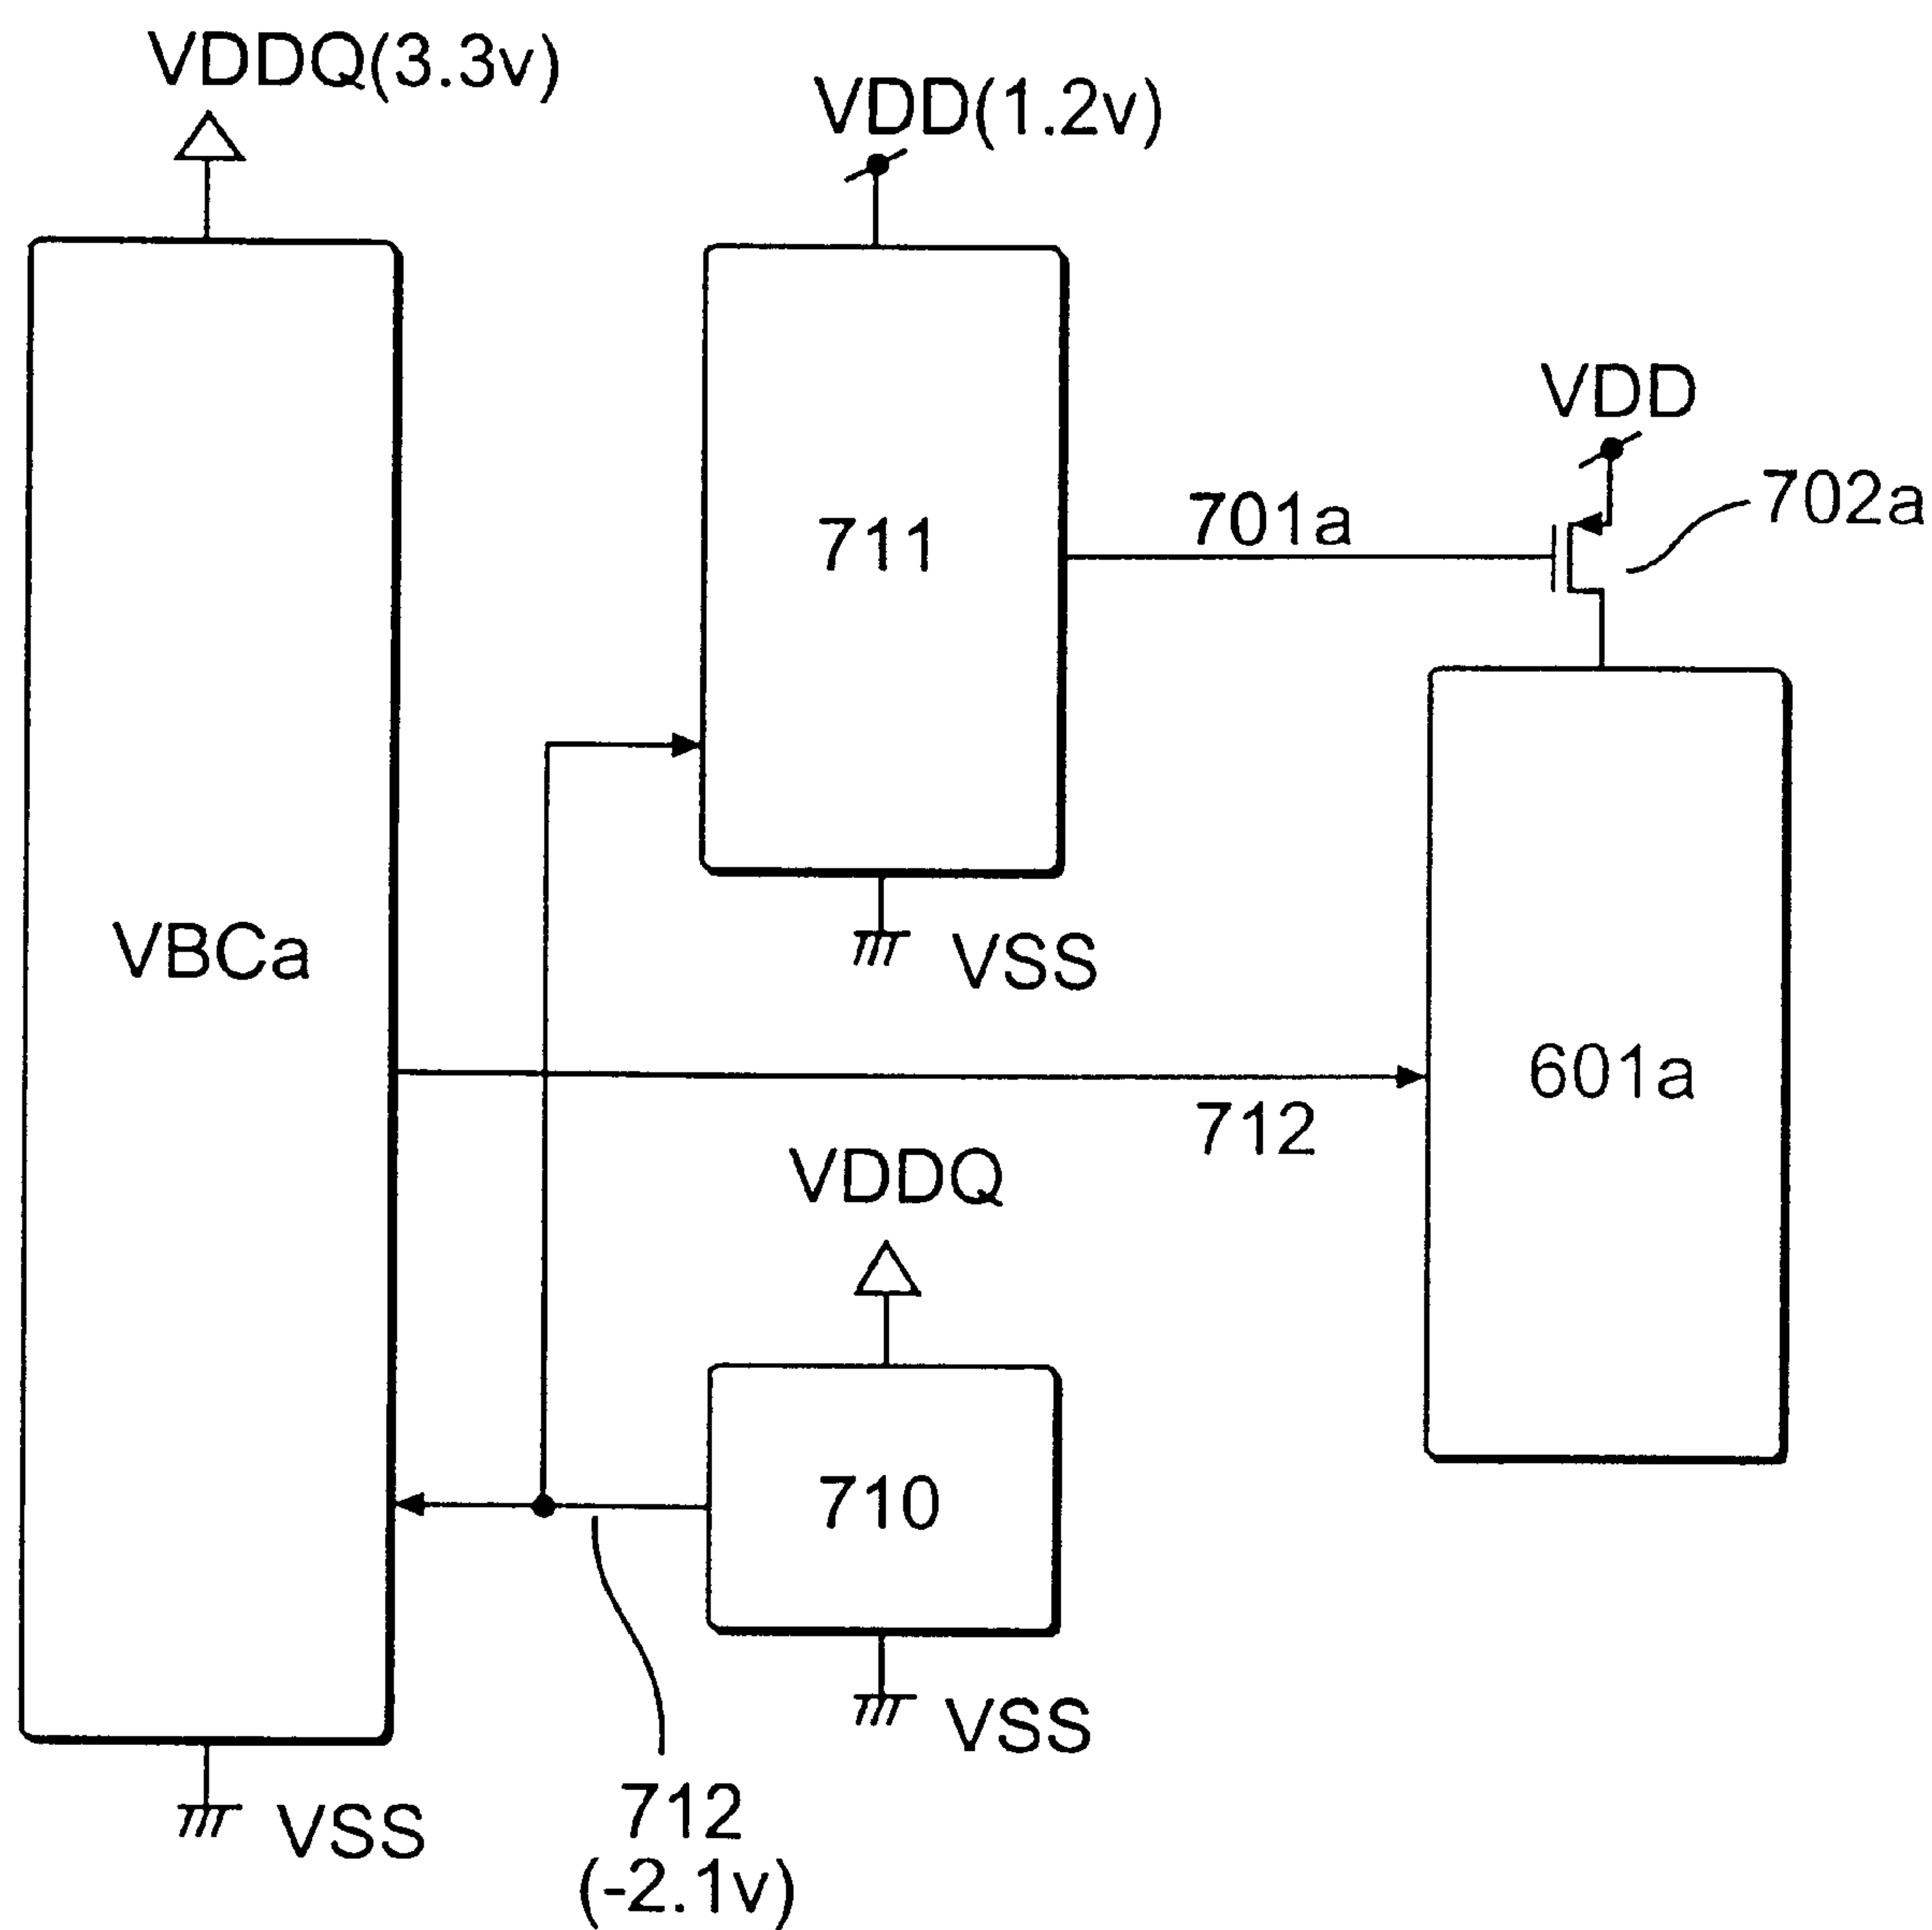 VDDQ(3.3v)
VDD(1.2v)
VDD
702a
701a
711
VSS
VBCa
601a
712
VDDQ
710
VSS
VSS
712
(-2.1v)